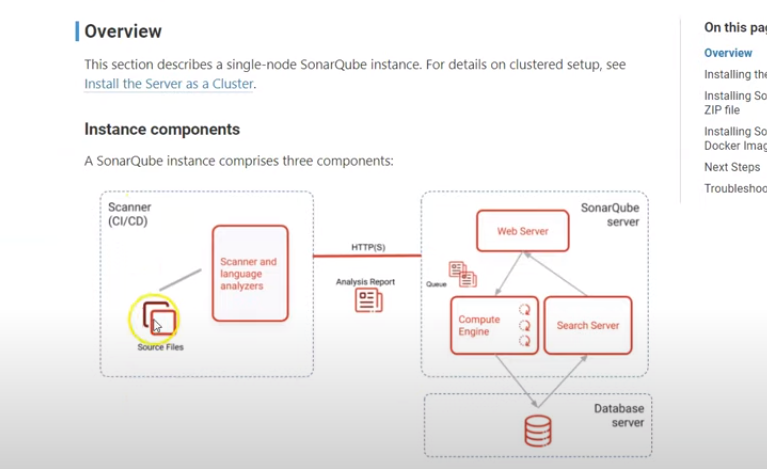 Overview
This section describes a single-node SonarQube instance. For details on clustered setup, see
Install the Server as a Cluster.
Instance components
A SonarQube instance comprises three components:
Scanner
(CI/CD)
Scanner and
language
analyzers
Source Files
HTTP(S)
Analysis Report
SonarQube
server
Web Server
Queue
Compute
Engine
Search Server
Database
server
On this pag
Overview
Installing the
Installing So
ZIP file
Installing So
Docker Imag
Next Steps
Troubleshoo